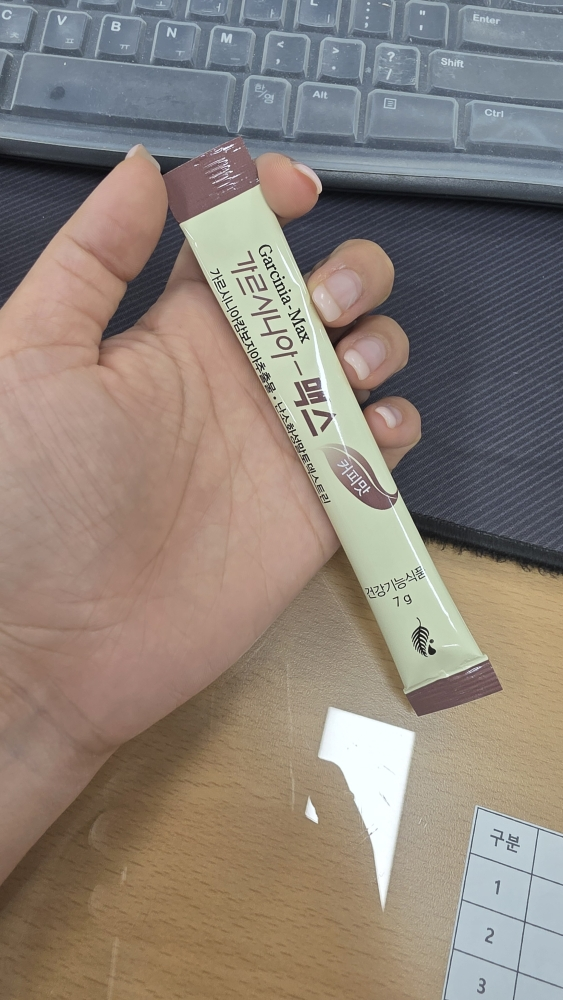 ㅋ
ㅊ
V
ㅍ
B
ㅠ
N
ㅜ
M
ㅡ
<
,
>
.
?
/
:
;
"
'
L
ㅣ
Enter
Shift
한/영
Alt
Ctrl
Garcinia-Max
가르시니아-맥스
가르시니아캄보지아추출물・난소화성말토덱스트린
커피맛
건강기능식품
7 g
구분
1
2
3